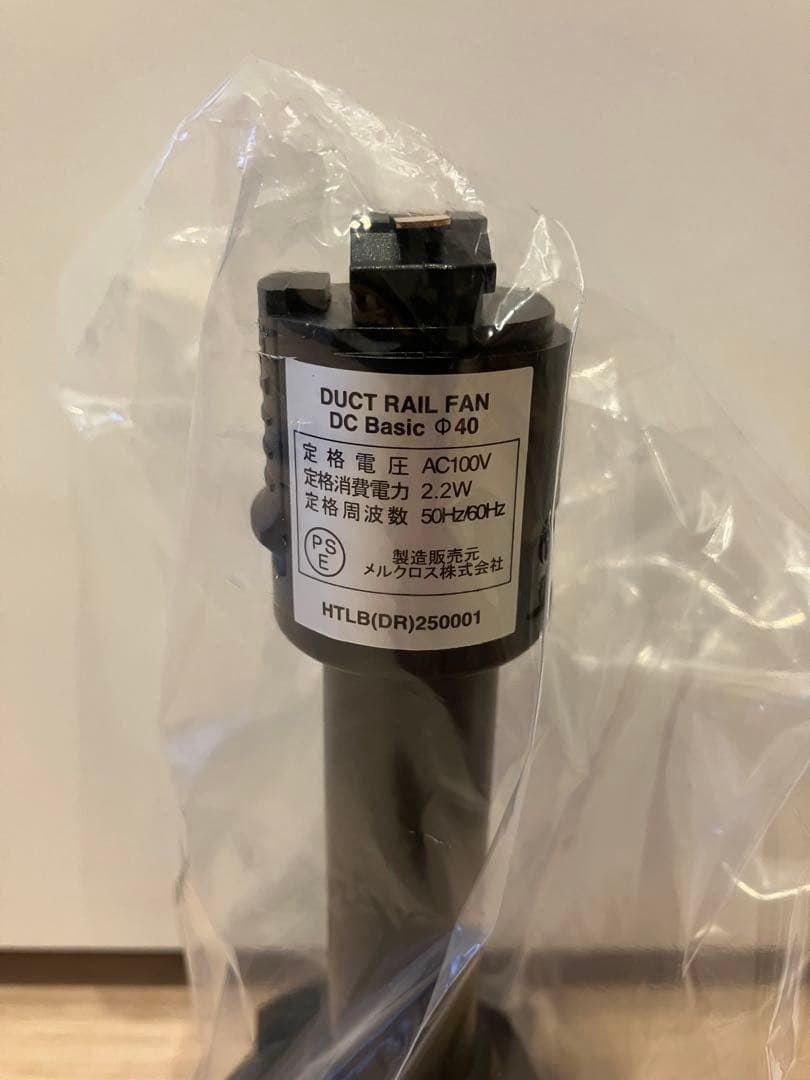 DUCT RAIL FAN
DC Basic Φ40
定格電圧 AC100V
定格消費電力 2.2W
定格周波数 50Hz/60Hz
PS
E
製造販売元
メルクロス株式会社
HTLB(DR)250001